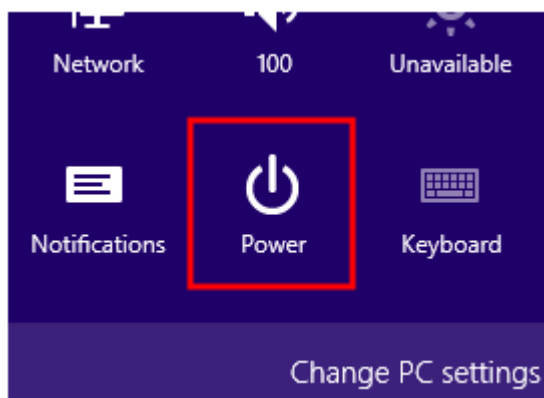 Network 100 Unavailable
Notifications Power Keyboard
Change PC settings